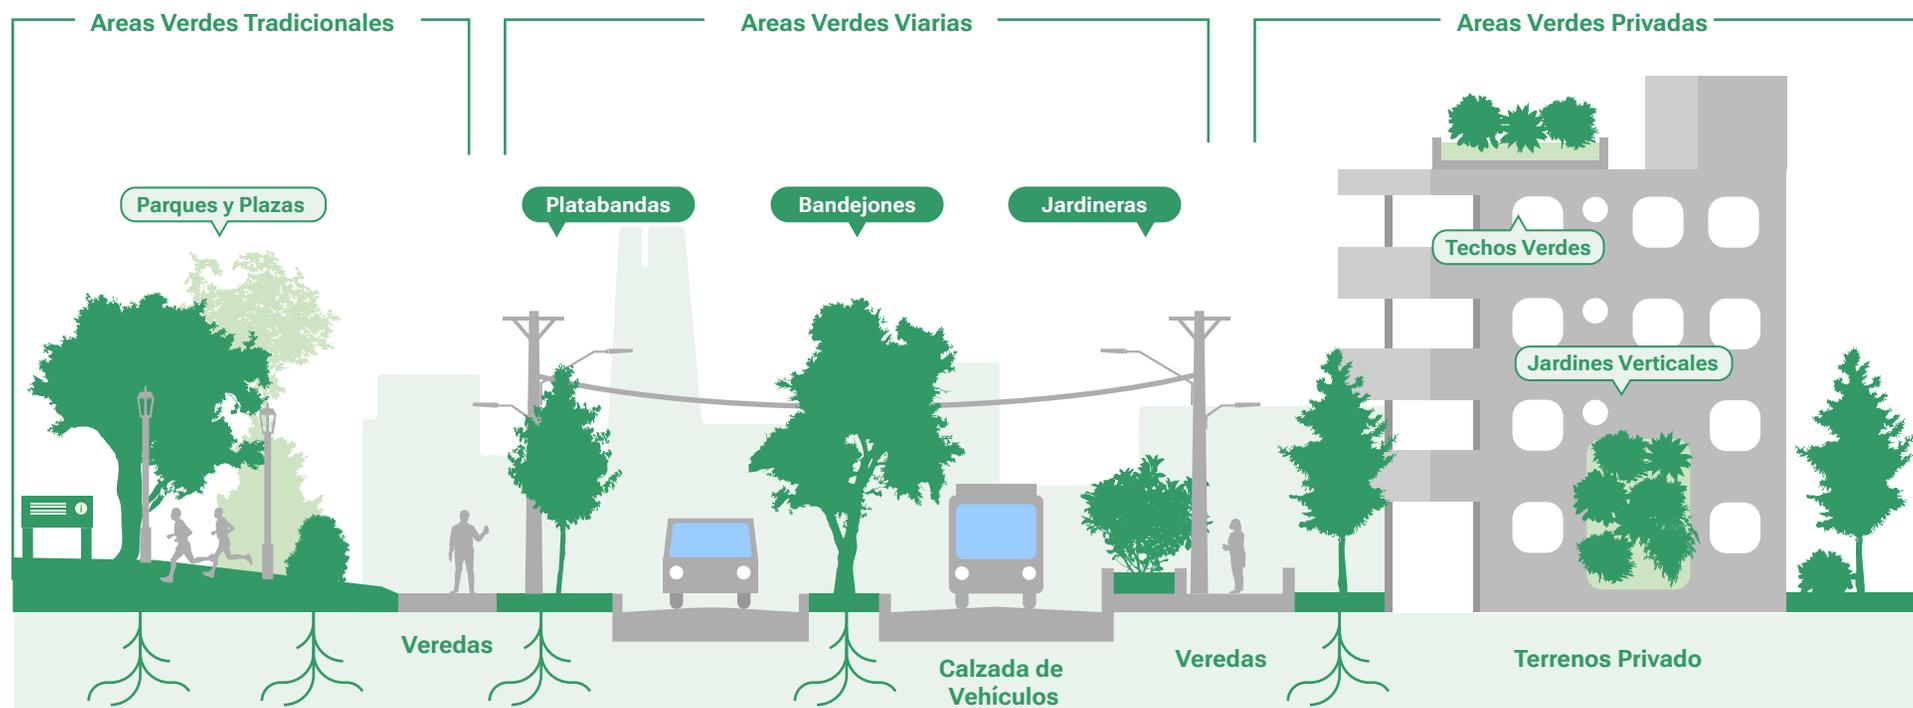 Areas Verdes Tradicionales
Areas Verdes Viarias
Areas Verdes Privadas
Parques y Plazas
Platabandas
Bandejones
Jardineras
Techos Verdes
Jardines Verticales
i
Veredas
Calzada de
Vehículos
Veredas
Terrenos Privado